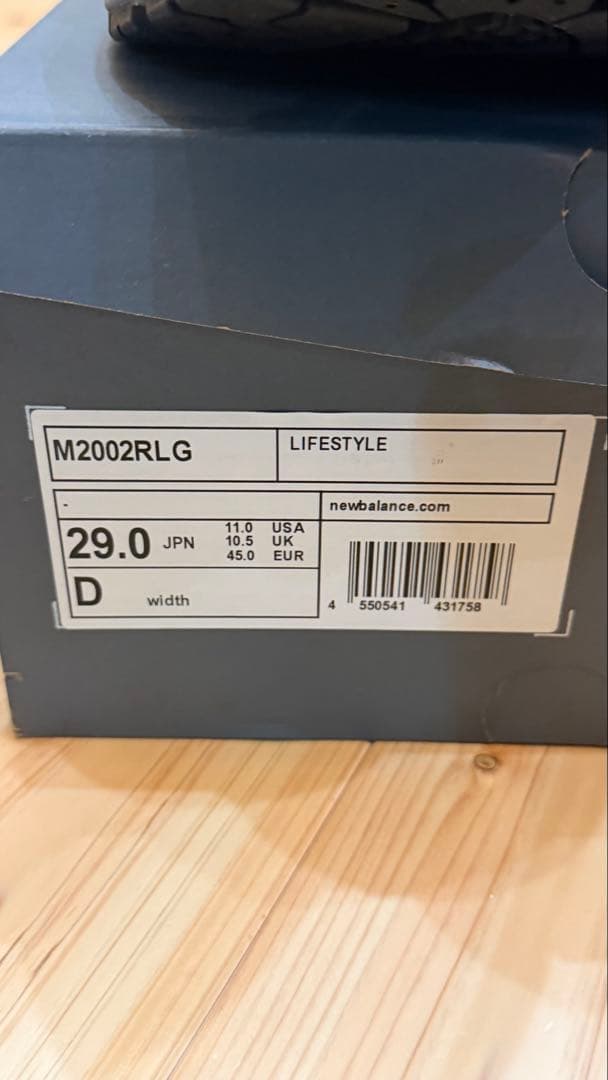 M2002RLG
LIFESTYLE
-
newbalance.com
29.0 JPN
11.0 USA
10.5 UK
45.0 EUR
D width
4 550541 431758